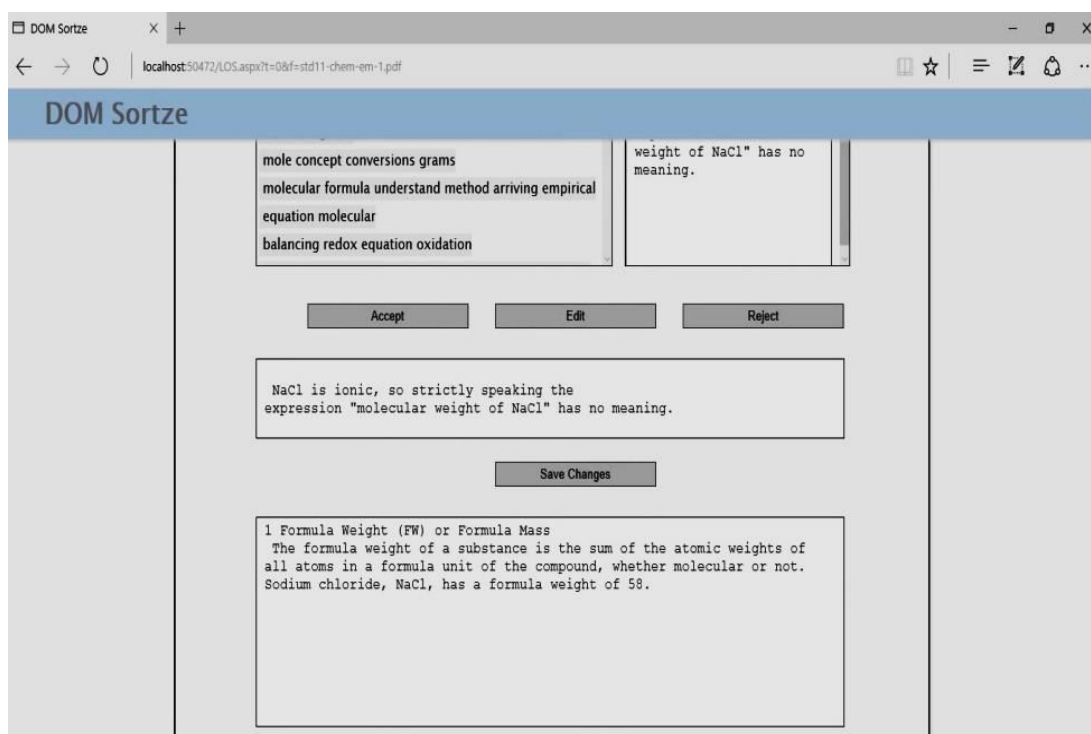 DOM Sortze
localhost:50472/LOS.aspx?t=0&f=std11-chem-em-1.pdf
DOM Sortze
mole concept conversions grams
molecular formula understand method arriving empirical
equation molecular
balancing redox equation oxidation
weight of NaCl" has no
meaning.
Accept
Edit
Reject
NaCl is ionic, so strictly speaking the
expression "molecular weight of NaCl" has no meaning.
Save Changes
1 Formula Weight (FW) or Formula Mass
The formula weight of a substance is the sum of the atomic weights of
all atoms in a formula unit of the compound, whether molecular or not.
Sodium chloride, NaCl, has a formula weight of 58.